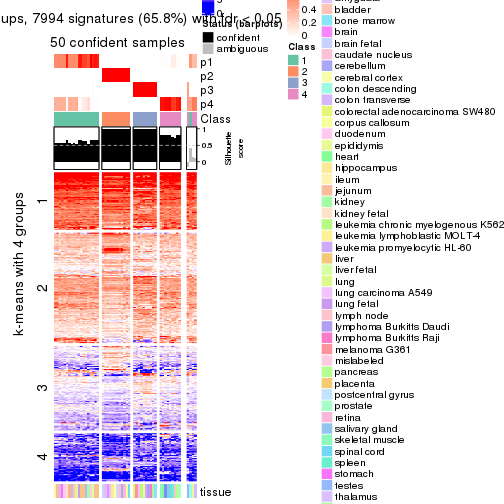 ups, 7994 signatures (65.8%) with fdr < 0.05
50 confident samples
p1
p2
p3
p4
Class
1
0.5
0
Silhouette
score
k-means with 4 groups
1
2
3
4
tissue
0
Status (barplots)
confident
ambiguous
0.4
0.2
0
Class
1
2
3
4
bladder
bone marrow
brain
brain fetal
caudate nucleus
cerebellum
cerebral cortex
colon descending
colon transverse
colorectal adenocarcinoma SW480
corpus callosum
duodenum
epididymis
heart
hippocampus
ileum
jejunum
kidney
kidney fetal
leukemia chronic myelogenous K562
leukemia lymphoblastic MOLT-4
leukemia promyelocytic HL-60
liver
liver fetal
lung
lung carcinoma A549
lung fetal
lymph node
lymphoma Burkitts Daudi
lymphoma Burkitts Raji
melanoma G361
mislabeled
pancreas
placenta
postcentral gyrus
prostate
retina
salivary gland
skeletal muscle
spinal cord
spleen
stomach
testes
thalamus